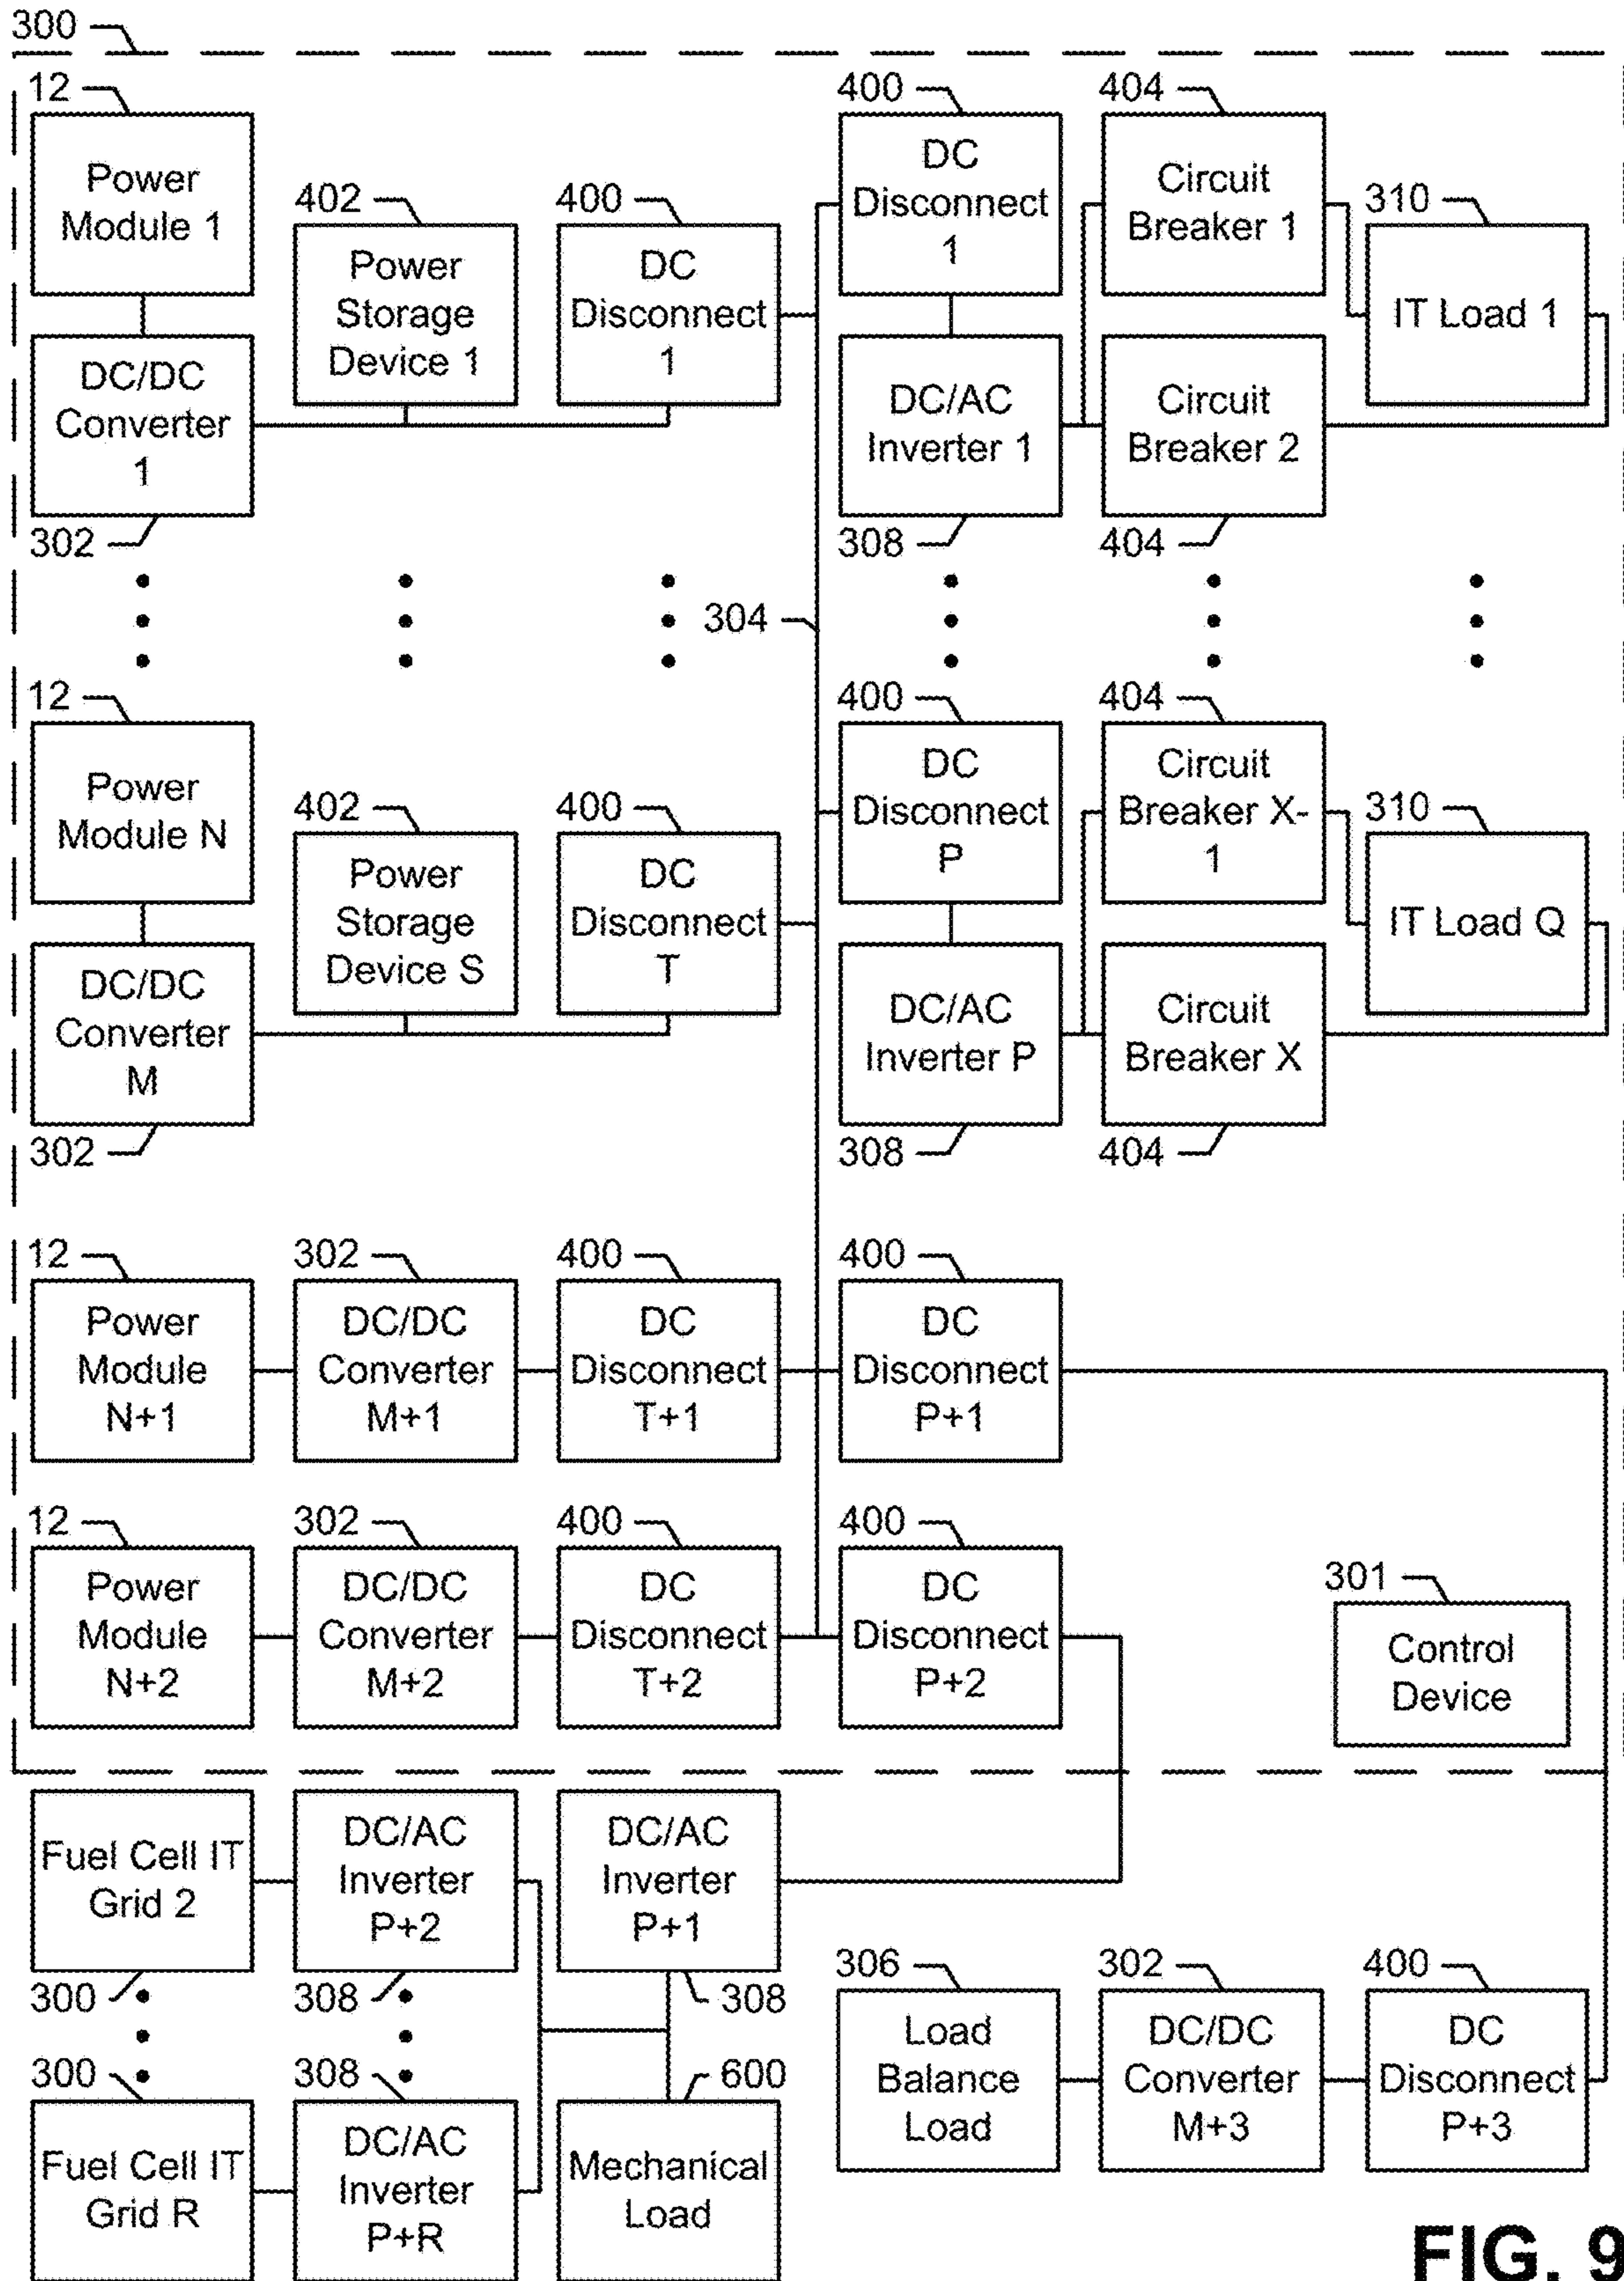 300
12
Power
Module 1
DC/DC
Converter
1
302
402
Power
Storage
Device 1
400
DC
Disconnect
1
400
DC
Disconnect
1
DC/AC
Inverter 1
308
404
Circuit
Breaker 1
Circuit
Breaker 2
404
310
IT Load 1
304
12
Power
Module N
DC/DC
Converter
M
302
402
Power
Storage
Device S
400
DC
Disconnect
T
400
DC
Disconnect
P
DC/AC
Inverter P
308
404
Circuit
Breaker X-
1
Circuit
Breaker X
404
310
IT Load Q
12
Power
Module
N+1
302
DC/DC
Converter
M+1
400
DC
Disconnect
T+1
400
DC
Disconnect
P+1
12
Power
Module
N+2
302
DC/DC
Converter
M+2
400
DC
Disconnect
T+2
400
DC
Disconnect
P+2
301
Control
Device
Fuel Cell IT
Grid 2
300
DC/AC
Inverter
P+2
308
DC/AC
Inverter
P+1
308
300
Fuel Cell IT
Grid R
308
DC/AC
Inverter
P+R
600
Mechanical
Load
306
Load
Balance
Load
302
DC/DC
Converter
M+3
400
DC
Disconnect
P+3
FIG. 9